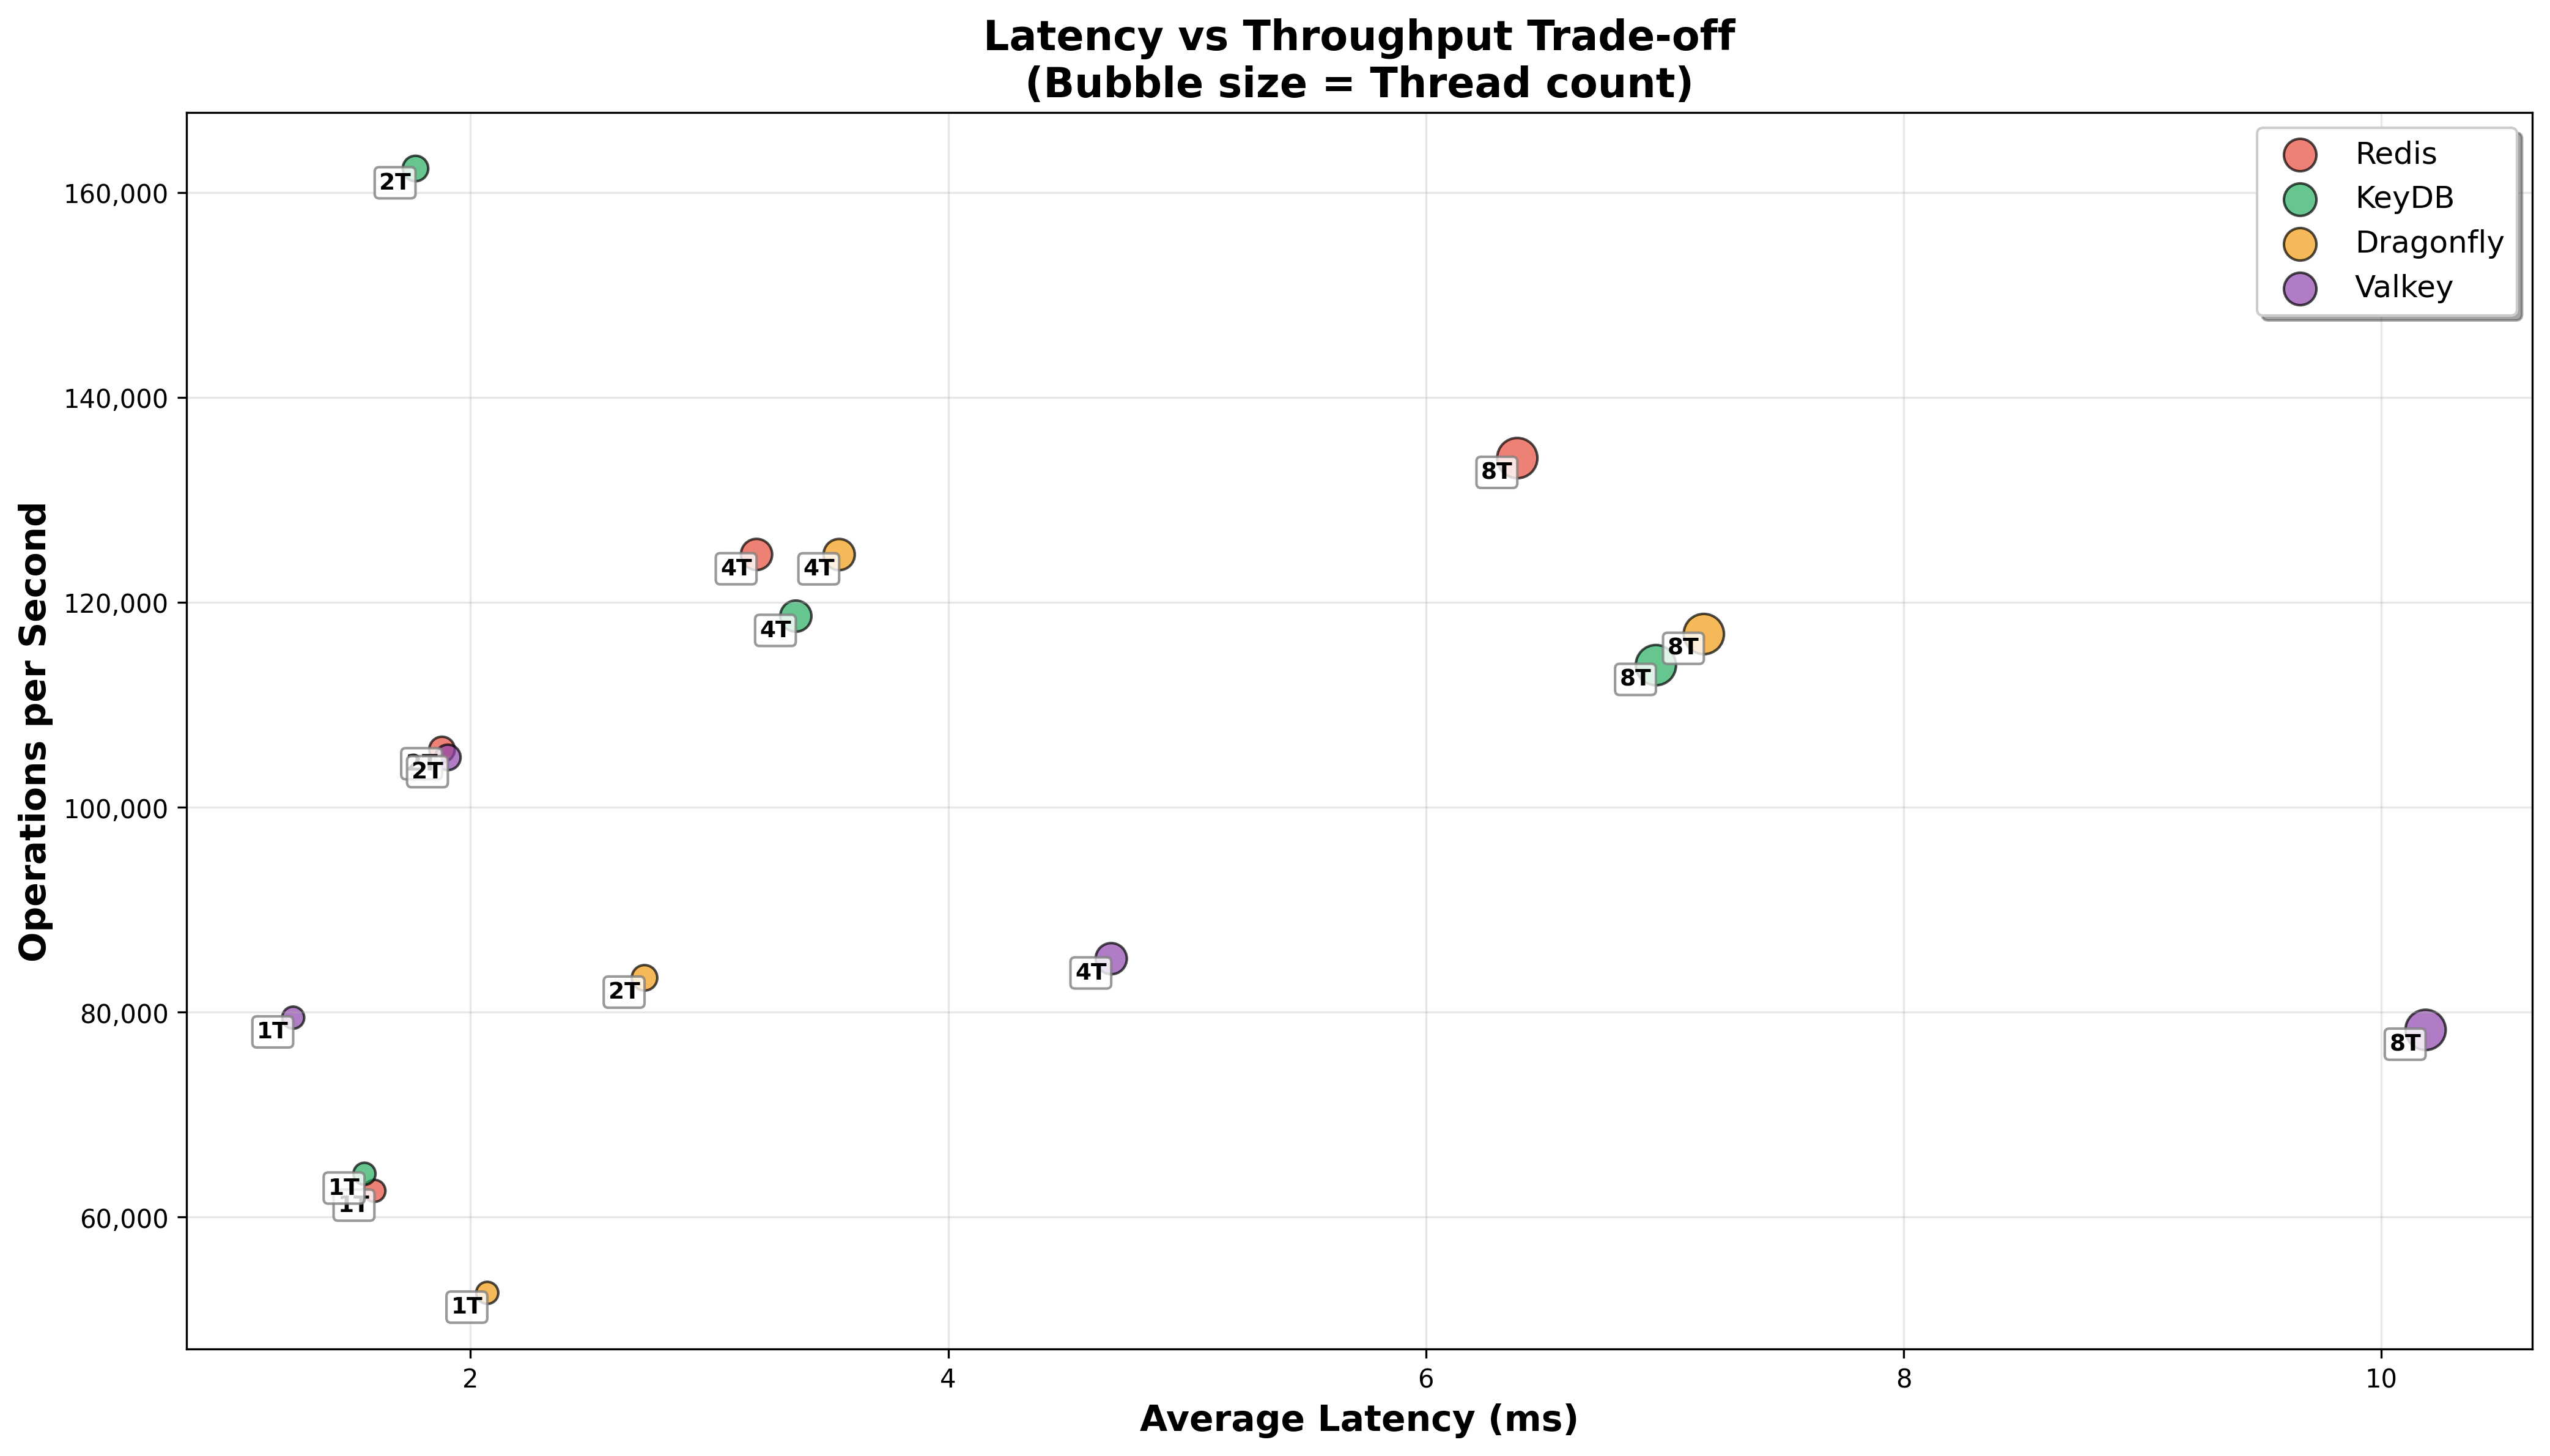 Latency vs Throughput Trade-off
(Bubble size = Thread count)
Redis
KeyDB
Dragonfly
Valkey
Operations per Second
160,000
140,000
120,000
100,000
80,000
60,000
2T
8T
4T
4T
4T
8T
8T
2T
4T
2T
1T
8T
1T
1T
1T
2
4
6
8
10
Average Latency (ms)